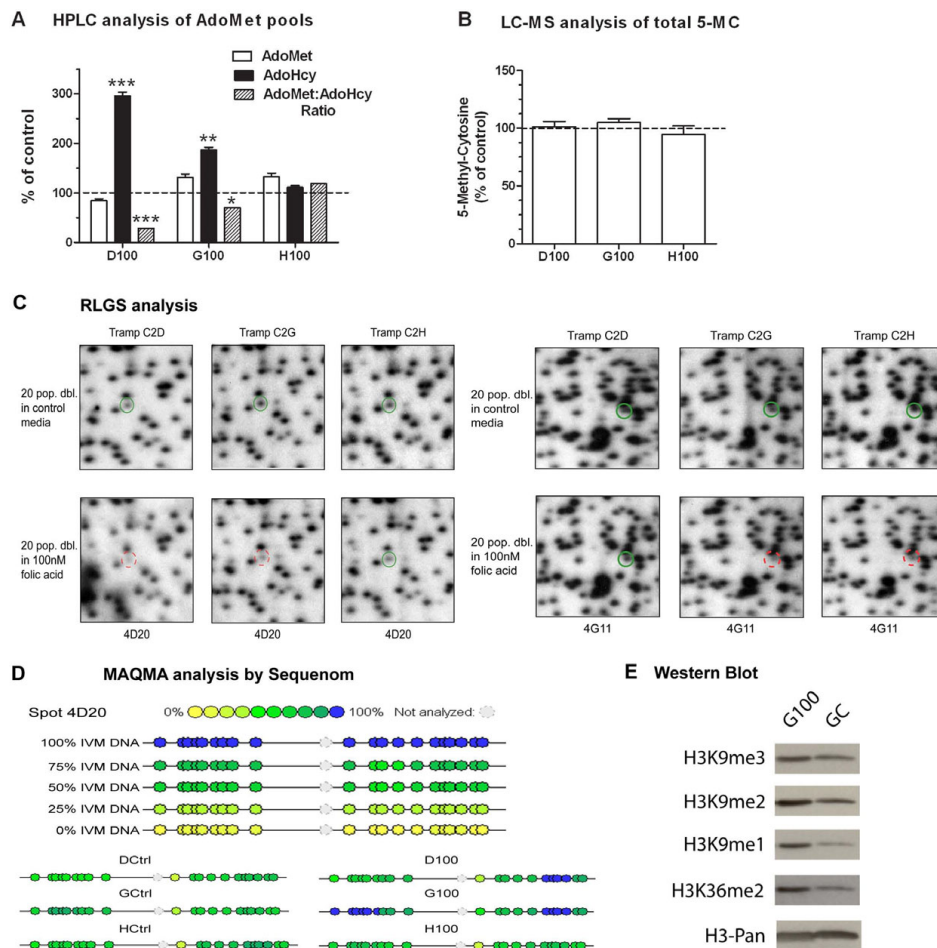 A HPLC analysis of AdoMet pools
AdoMet
AdoHcy
AdoMet:AdoHcy
Ratio
% of control
300
200
100
0
***
***
**
*
D100 G100 H100
B LC-MS analysis of total 5-MC
5-Methyl-Cytosine
(% of control)
150
100
50
0
D100 G100 H100
C RLGS analysis
Tramp C2D Tramp C2G Tramp C2H
20 pop. dbl.
in control
media
20 pop. dbl.
in 100nM
folic acid
4D20 4D20 4D20
Tramp C2D Tramp C2G Tramp C2H
20 pop. dbl.
in control
media
20 pop. dbl.
in 100nM
folic acid
4G11 4G11 4G11
D MAQMA analysis by Sequenom
Spot 4D20 0% 100% Not analyzed:
100% IVM DNA
75% IVM DNA
50% IVM DNA
25% IVM DNA
0% IVM DNA
DCtrl D100
GCtrl G100
HCtrl H100
E Western Blot
G100 GC
H3K9me3
H3K9me2
H3K9me1
H3K36me2
H3-Pan